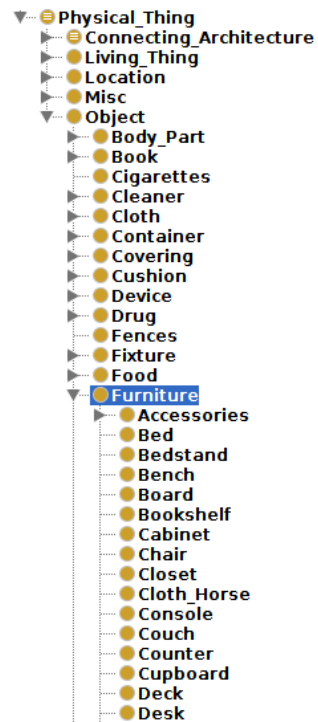 Physical_Thing
Connecting_Architecture
Living_Thing
Location
Misc
Object
Body_Part
Book
Cigarettes
Cleaner
Cloth
Container
Covering
Cushion
Device
Drug
Fences
Fixture
Food
Furniture
Accessories
Bed
Bedstand
Bench
Board
Bookshelf
Cabinet
Chair
Closet
Cloth_Horse
Console
Couch
Counter
Cupboard
Deck
Desk